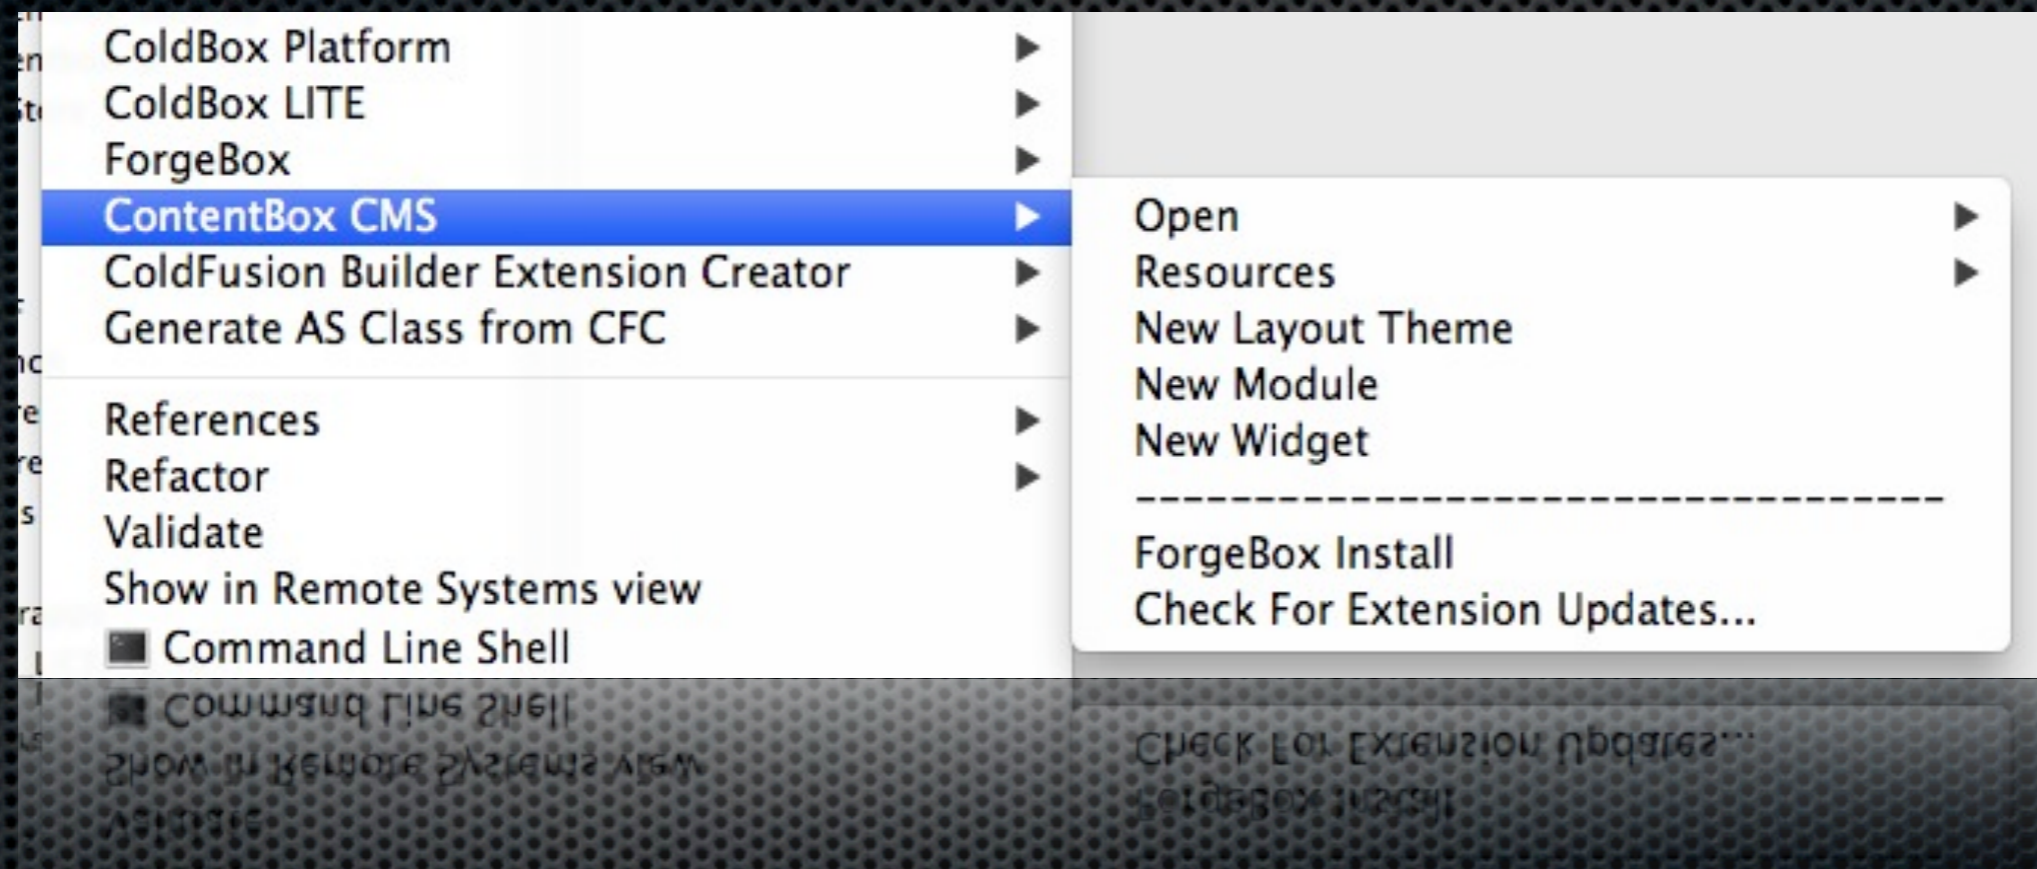 ColdBox Platform
ColdBox LITE
ForgeBox
ContentBox CMS
ColdFusion Builder Extension Creator
Generate AS Class from CFC
References
Refactor
Validate
Show in Remote Systems view
Command Line Shell
Open
Resources
New Layout Theme
New Module
New Widget
----------------------------------
ForgeBox Install
Check For Extension Updates...